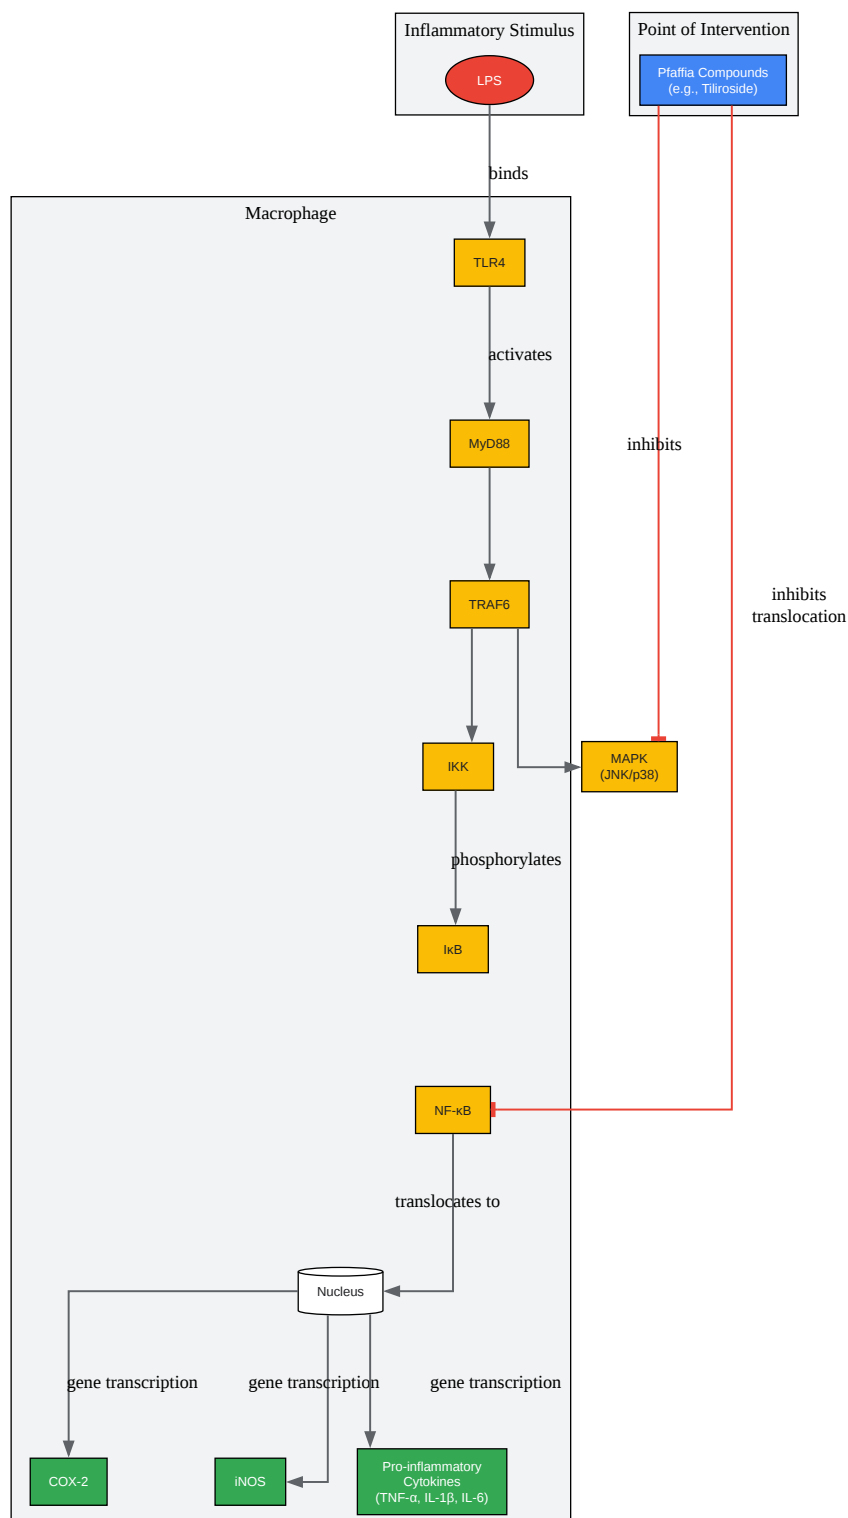 Inflammatory Stimulus
LPS
Point of Intervention
Pfaffia Compounds
(e.g., Tiliroside)
binds
Macrophage
TLR4
activates
MyD88
inhibits
TRAF6
inhibits
translocation
IKK
MAPK
(JNK/p38)
phosphorylates
IκB
NF-κB
translocates to
Nucleus
gene transcription
gene transcription
gene transcription
COX-2
iNOS
Pro-inflammatory
Cytokines
(TNF-α, IL-1β, IL-6)